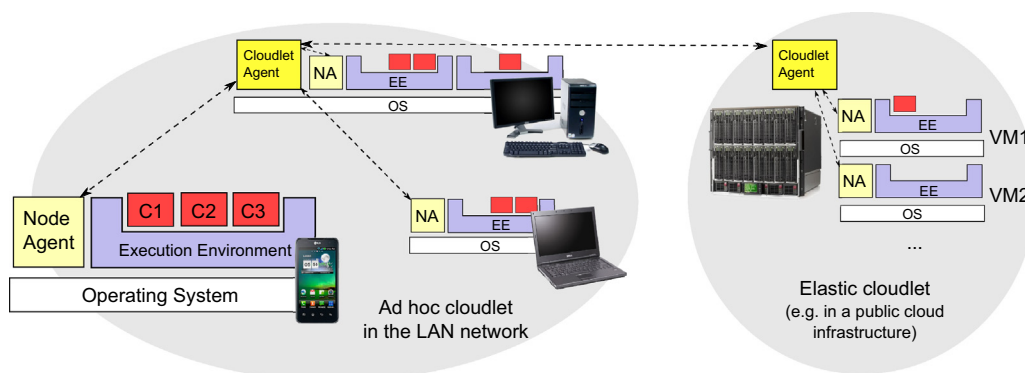 Cloudlet
Agent
NA
EE
OS
Node
Agent
C1
C2
C3
Execution Environment
Operating System
NA
EE
OS
Ad hoc cloudlet
in the LAN network
Cloudlet
Agent
NA
EE
VM1
OS
NA
EE
VM2
OS
...
Elastic cloudlet
(e.g. in a public cloud
infrastructure)